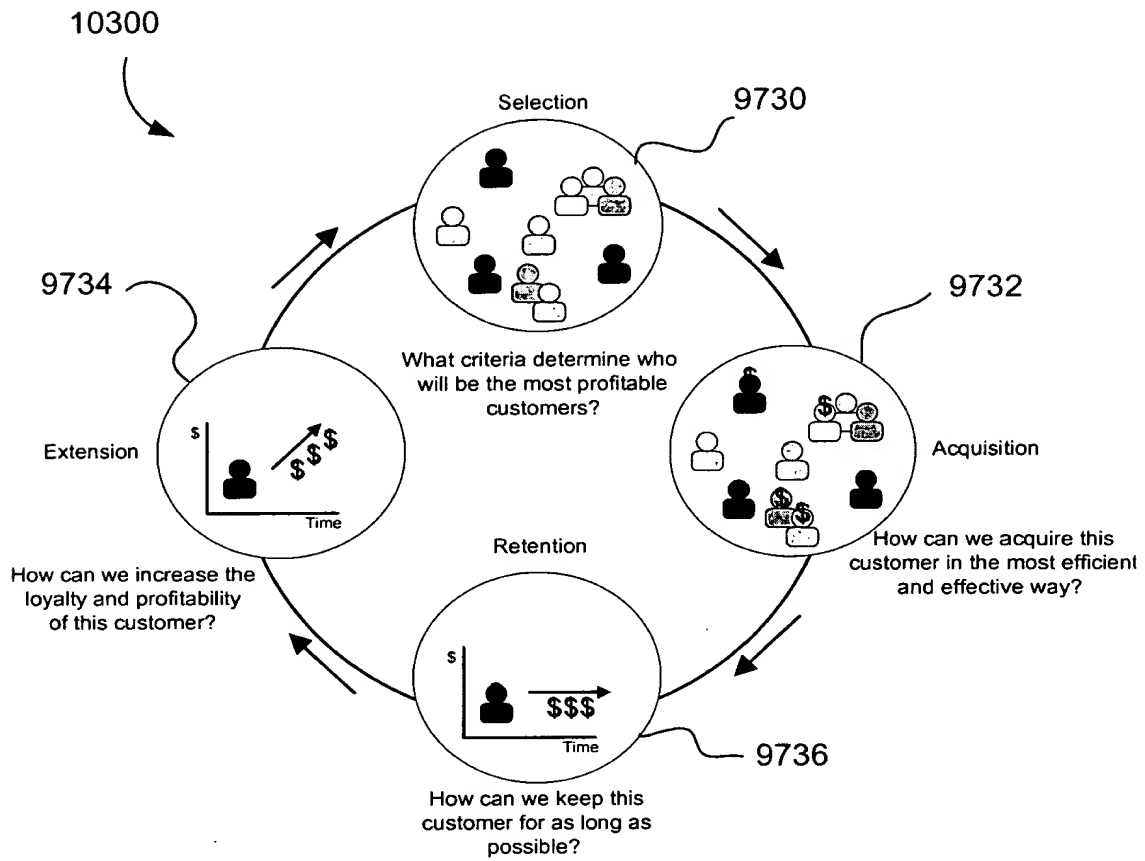 10300
Selection
9730
What criteria determine who
will be the most profitable
customers?
9732
$
$
$
$
Acquisition
How can we acquire this
customer in the most efficient
and effective way?
Retention
$
$$$
Time
9736
How can we keep this
customer for as long as
possible?
9734
Extension
$
$$$
Time
How can we increase the
loyalty and profitability
of this customer?